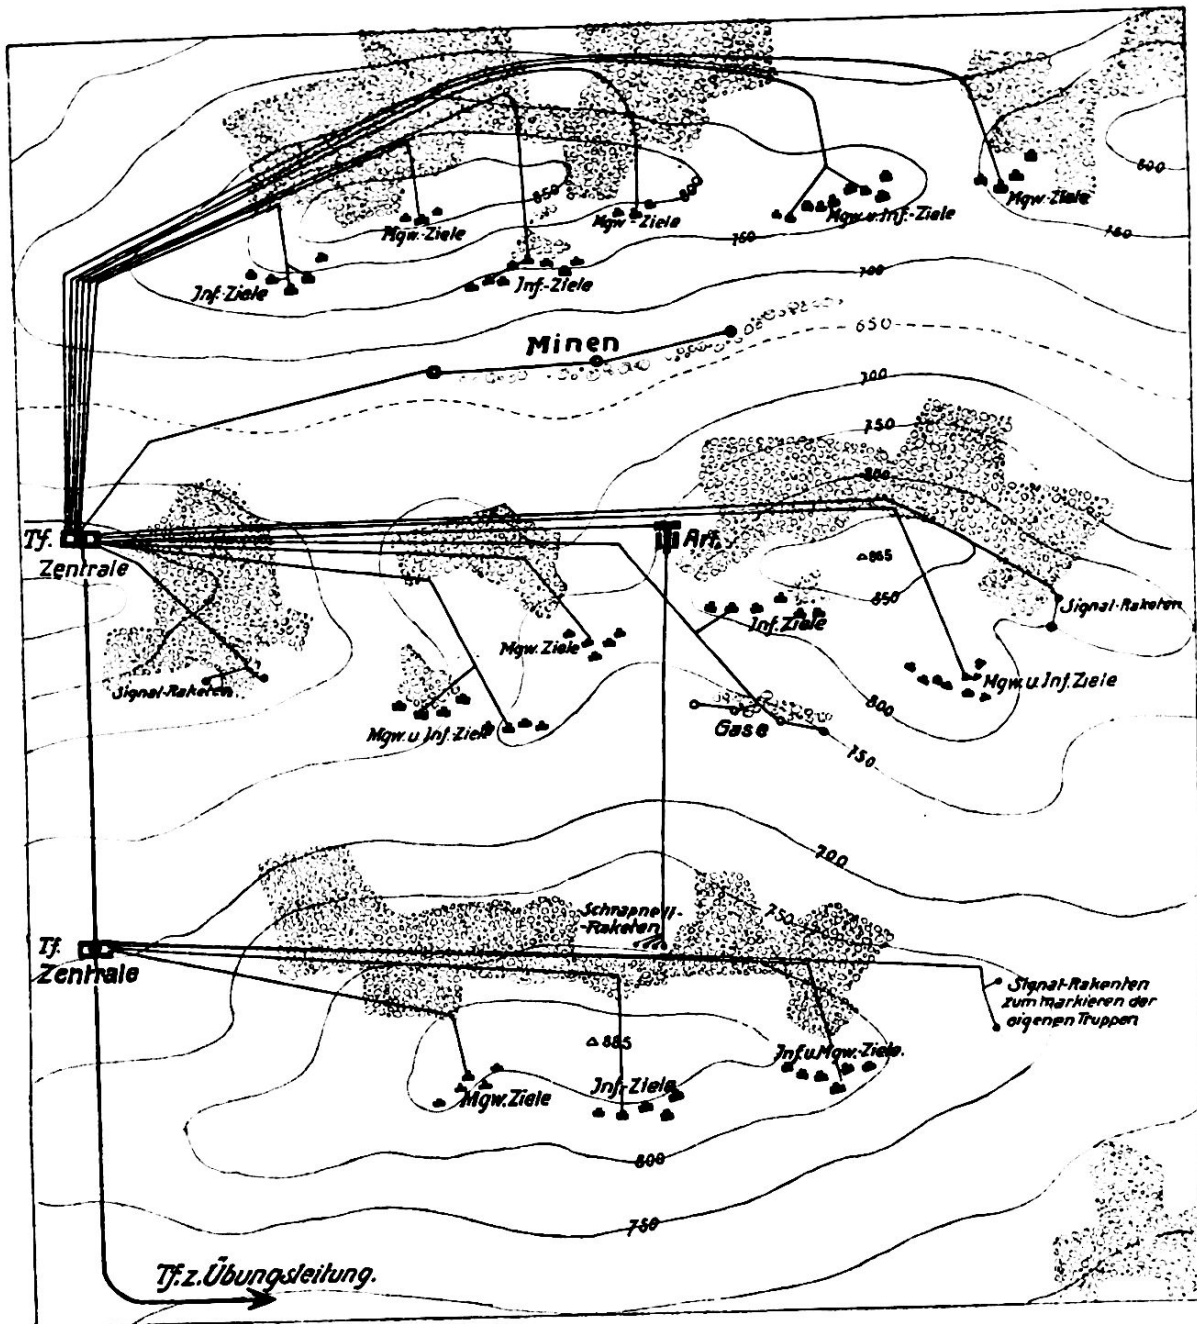 800
850
800
Mgw.-Ziele
Mgw.-Ziele
Mgw.u.Inf.-Ziele
Mgw.-Ziele
750
750
700
Inf.-Ziele
Inf.-Ziele
650
Minen
700
750
800
Tf.
Zentrale
Art.
△ 865
850
Signal-Raketen
Inf.Ziele
Mgw. Ziele
Signal-Raketen
Mgw. u. Inf. Ziele
800
Mgw. u Inf.-Ziele
Gase
750
700
750
Schrapnell-
-Raketen
Tf.
Zentrale
Signal-Rakenten
zum markieren der
eigenen Truppen
△ 885
Inf.u.Mgw.-Ziele.
Mgw. Ziele
Inf.-Ziele
800
750
Tf. z. Übungsleitung.